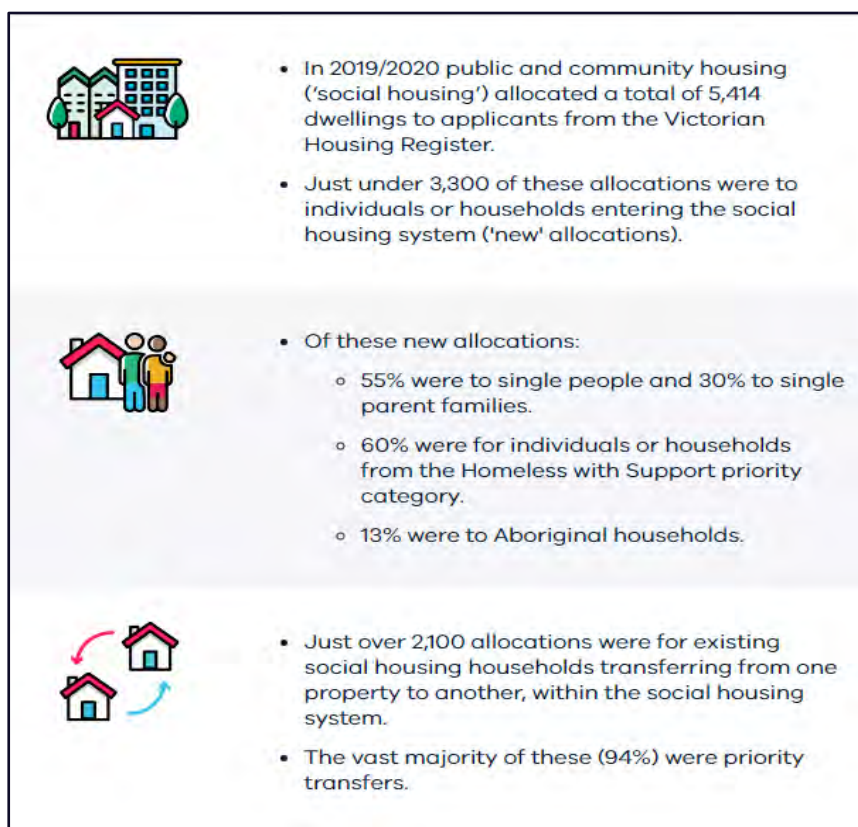 • In 2019/2020 public and community housing
(‘social housing’) allocated a total of 5,414
dwellings to applicants from the Victorian
Housing Register.
• Just under 3,300 of these allocations were to
individuals or households entering the social
housing system ('new' allocations).
• Of these new allocations:
◦ 55% were to single people and 30% to single
parent families.
◦ 60% were for individuals or households
from the Homeless with Support priority
category.
◦ 13% were to Aboriginal households.
• Just over 2,100 allocations were for existing
social housing households transferring from one
property to another, within the social housing
system.
• The vast majority of these (94%) were priority
transfers.